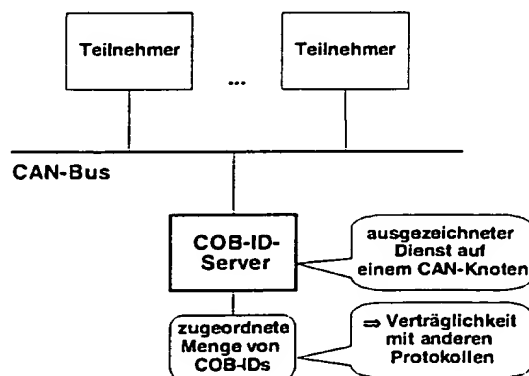 Teilnehmer
...
Teilnehmer
CAN-Bus
COB-ID-
Server
ausgezeichneter
Dienst auf
einem CAN-Knoten
zugeordnete
Menge von
COB-IDs
⇒ Verträglichkeit
mit anderen
Protokollen